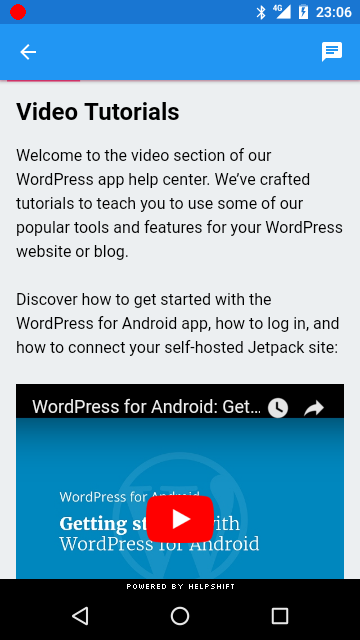 4G 23:06
Video Tutorials
Welcome to the video section of our
WordPress app help center. We’ve crafted
tutorials to teach you to use some of our
popular tools and features for your WordPress
website or blog.
Discover how to get started with the
WordPress for Android app, how to log in, and
how to connect your self-hosted Jetpack site:
WordPress for Android: Get...
WordPress for Android
Getting with
WordPress for Android
POWERED BY HELPSHIFT